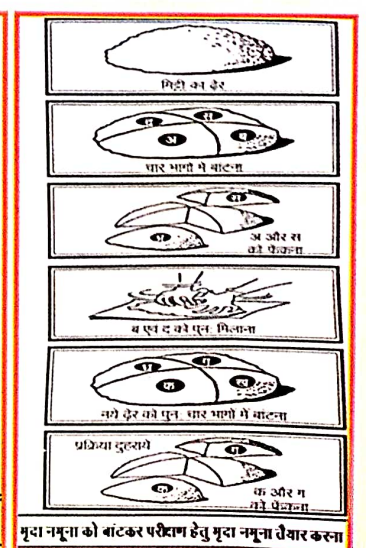 मिट्टी का ढेर
द स
अ ब
चार भागों में बांटना
स
अ
अ और स
को फेंकना
ब एवं द को पुनः मिलाना
घ ग
क ख
नये ढ़ेर को पुनः चार भागों में बांटना
प्रक्रिया दुहराये
ग
क
क और ग
को फेंकना
मृदा नमूना को बांटकर परीक्षण हेतु मृदा नमूना तैयार करना